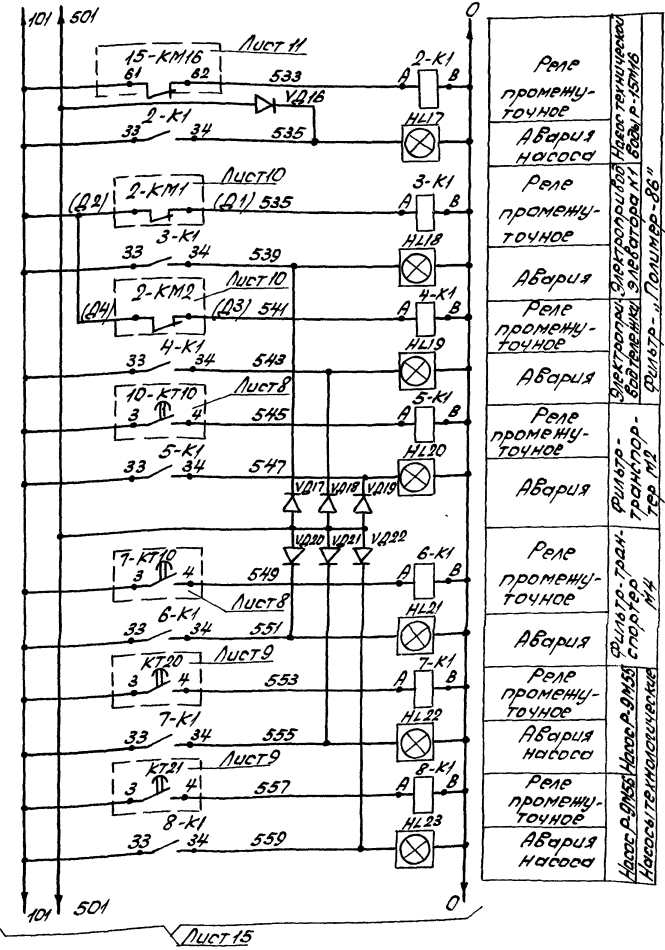 101 501 0
Лист 11
15-КМ16
61 62 533 А 2-К1 В
VД16
2-К1
33 34 535 HL17
Лист10
(Д2) 2-КМ1 (Д1) 535 А 3-К1 В
3-К1
33 34 539 HL18
Лист 10
(Д4) 2-КМ2 (Д3) 541 А 4-К1 В
4-К1
33 34 543 HL19
Лист8
10-КТ10
3 4 545 А 5-К1 В
5-К1
33 34 547 HL20
VД17 VД18 VД19
VД20 VД21 VД22
7-КТ10
3 4 549 А 6-К1 В
Лист8
6-К1
33 34 551 HL21
Лист9
КТ20
3 4 553 А 7-К1 В
7-К1
33 34 555 HL22
Лист9
КТ21
3 4 557 А 8-К1 В
8-К1
33 34 559 HL23
101 501 0
Лист 15
Реле
промежу-
точное
Авария
насоса
Реле
промежу-
точное
Авария
Реле
промежу-
точное
Авария
Реле
промежу-
точное
Авария
Реле
промежу-
точное
Авария
Реле
промежу-
точное
Авария
насоса
Реле
промежу-
точное
Авария
насоса
Насос технической
воды Р-15М16
Электропривод
элеватора N1
Электропри-
вод тележки
Фильтр-„Полимер-86"
Фильтр-
транспор-
тер М2
Фильтр-тран-
спортер
М4
Насос Р-9М55
Насос Р-9М56
Насосы технологические